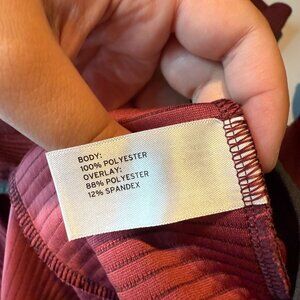 BODY:
100% POLYESTER
OVERLAY:
88% POLYESTER
12% SPANDEX